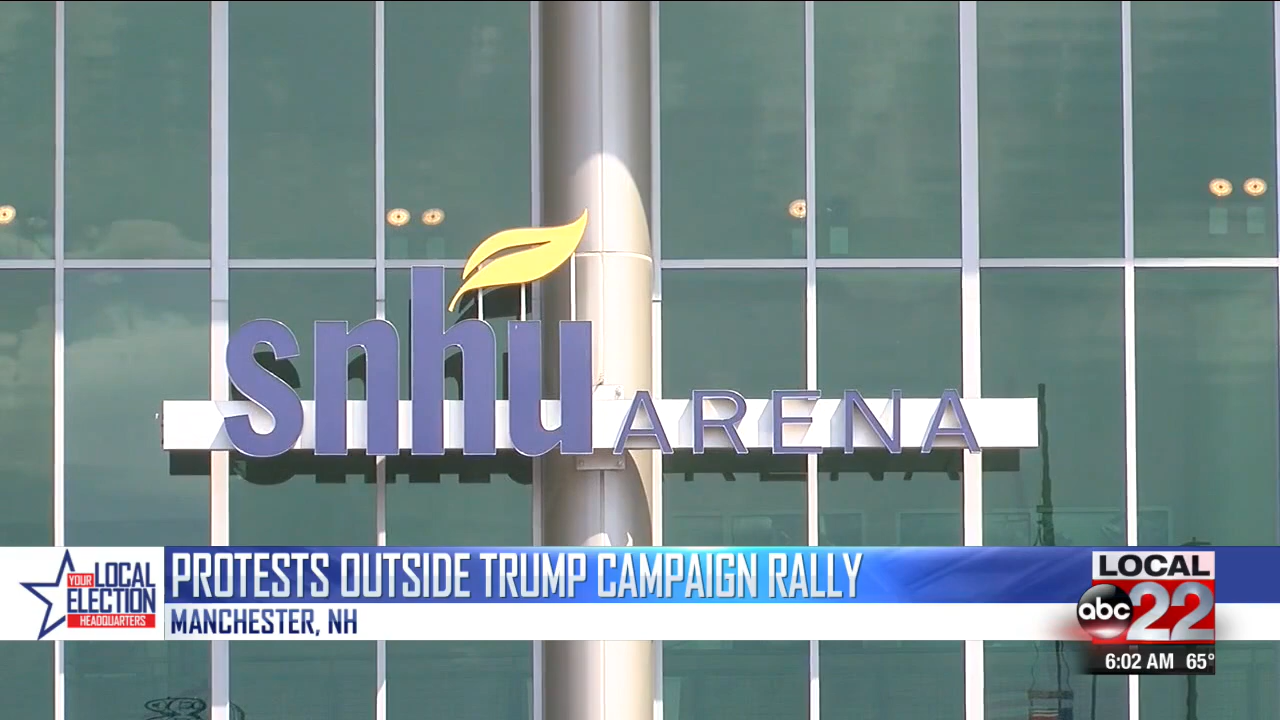 snhu ARENA
PROTESTS OUTSIDE TRUMP CAMPAIGN RALLY
MANCHESTER, NH
YOUR LOCAL
ELECTION
HEADQUARTERS
LOCAL
abc 22
6:02 AM 65°